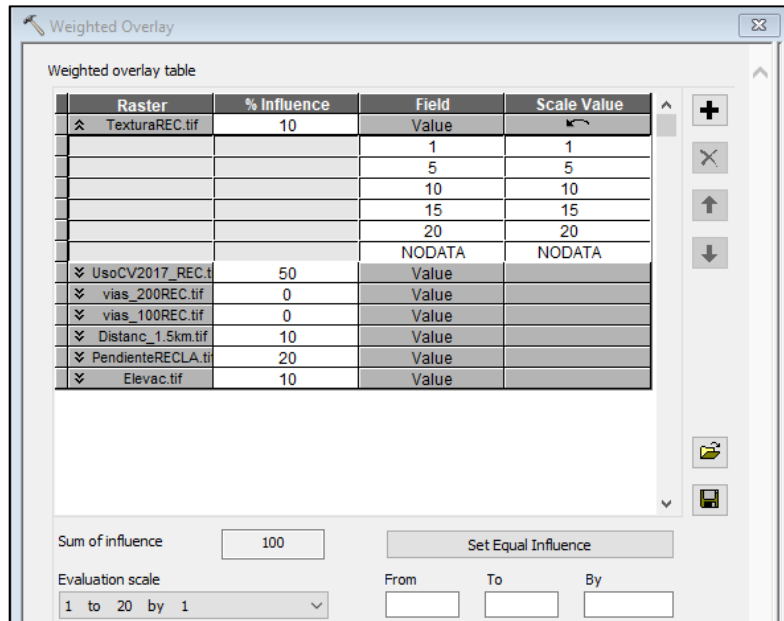 Weighted Overlay
Weighted overlay table
Raster % Influence Field Scale Value
TexturaREC.tif 10 Value
1 1
5 5
10 10
15 15
20 20
NODATA NODATA
UsoCV2017_REC.t 50 Value
vias_200REC.tif 0 Value
vias_100REC.tif 0 Value
Distanc_1.5km.tif 10 Value
PendienteRECLA.tif 20 Value
Elevac.tif 10 Value
Sum of influence 100 Set Equal Influence
Evaluation scale From To By
1 to 20 by 1